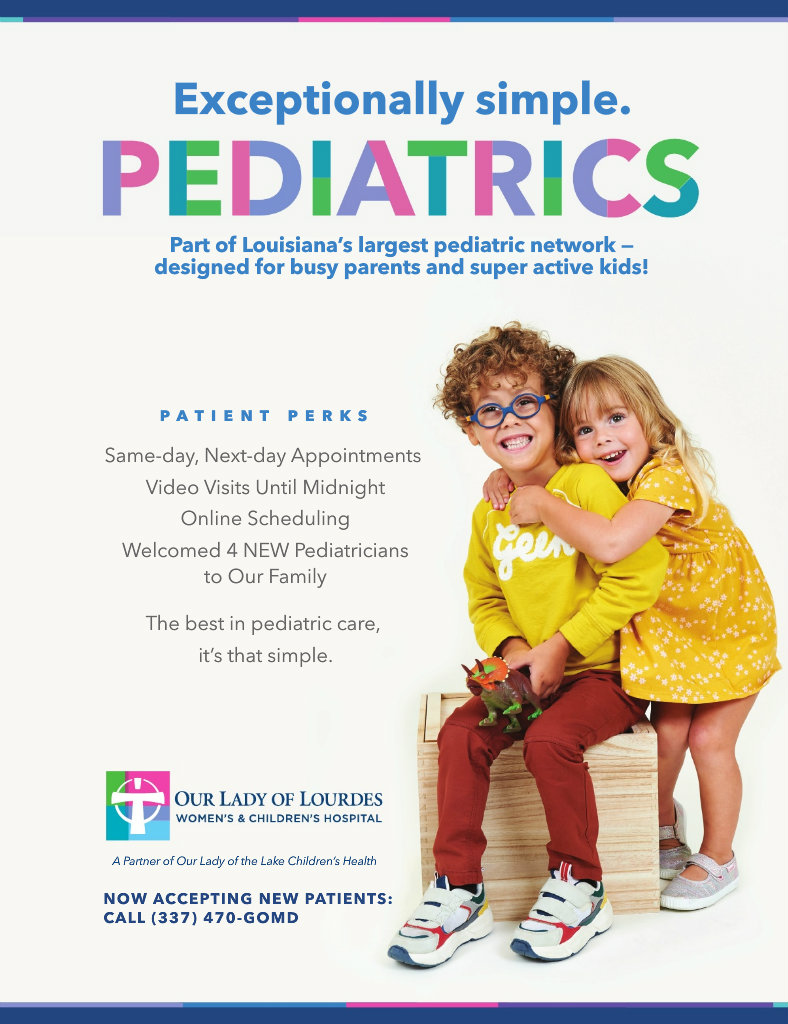 Exceptionally simple.
PEDIATRICS
Part of Louisiana's largest pediatric network —
designed for busy parents and super active kids!
PATIENT PERKS
Same-day, Next-day Appointments
Video Visits Until Midnight
Online Scheduling
Welcomed 4 NEW Pediatricians
to Our Family
The best in pediatric care,
it's that simple.
Geen
OUR LADY OF LOURDES
WOMEN'S & CHILDREN'S HOSPITAL
A Partner of Our Lady of the Lake Children's Health
NOW ACCEPTING NEW PATIENTS:
CALL (337) 470-GOMD